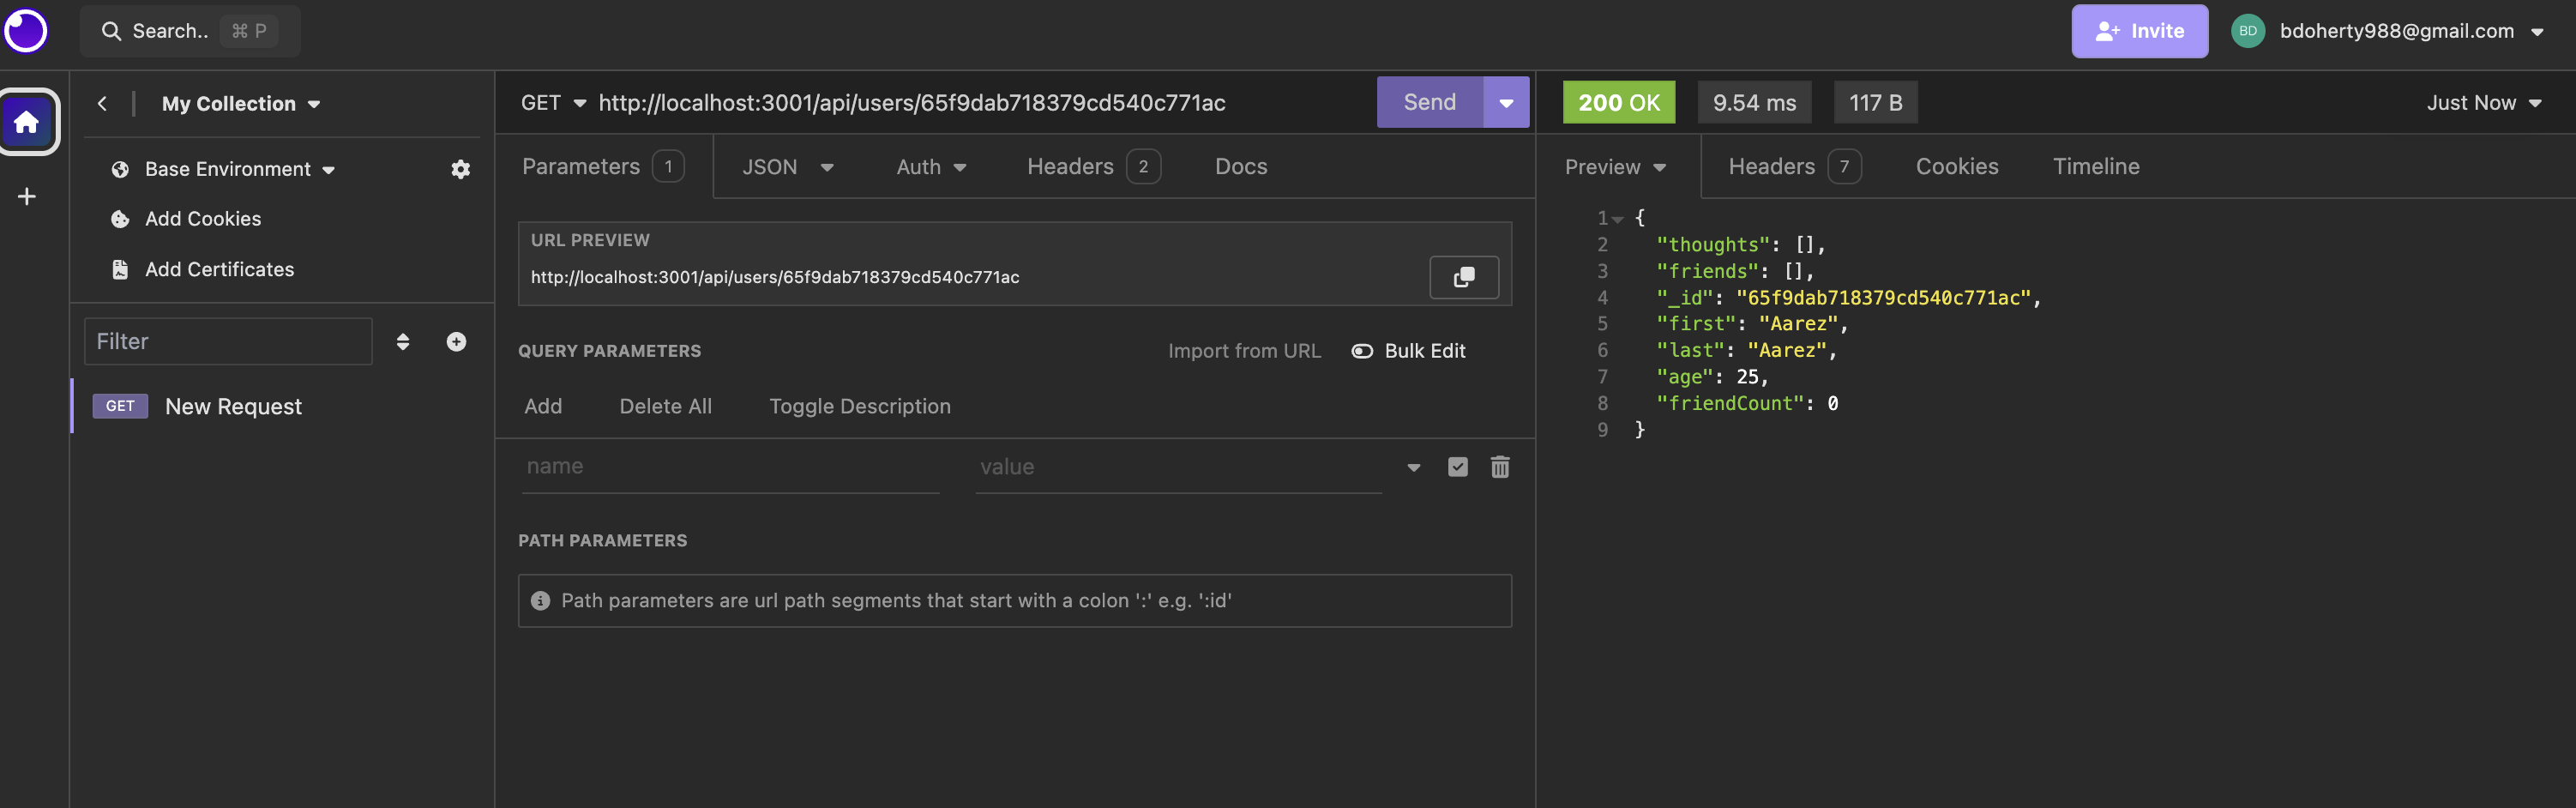 Search.. ⌘ P
Invite
BD bdoherty988@gmail.com
My Collection
Base Environment
Add Cookies
Add Certificates
Filter
GET New Request
GET http://localhost:3001/api/users/65f9dab718379cd540c771ac Send
Parameters 1 JSON Auth Headers 2 Docs
URL PREVIEW
http://localhost:3001/api/users/65f9dab718379cd540c771ac
QUERY PARAMETERS Import from URL Bulk Edit
Add Delete All Toggle Description
name value
PATH PARAMETERS
Path parameters are url path segments that start with a colon ':' e.g. ':id'
200 OK 9.54 ms 117 B Just Now
Preview Headers 7 Cookies Timeline
1 {
2 "thoughts": [],
3 "friends": [],
4 "_id": "65f9dab718379cd540c771ac",
5 "first": "Aarez",
6 "last": "Aarez",
7 "age": 25,
8 "friendCount": 0
9 }